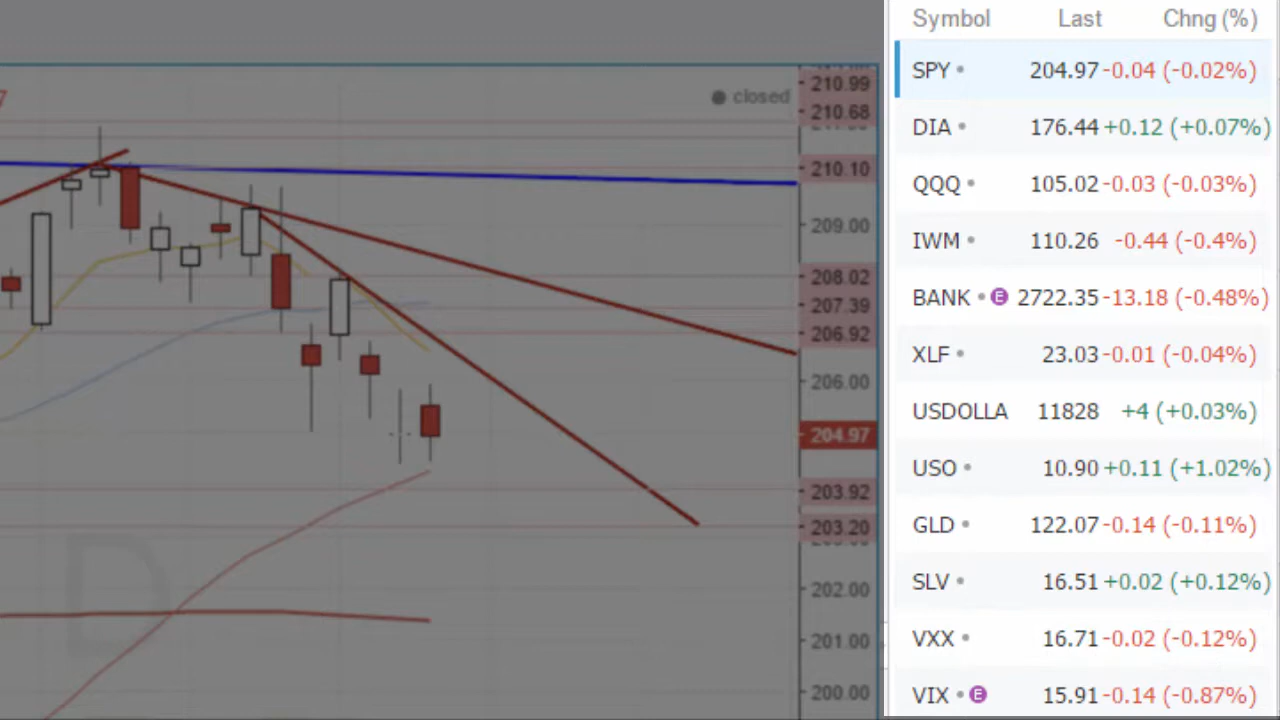 closed
210.99
210.68
210.10
209.00
208.02
207.39
206.92
206.00
204.97
203.92
203.20
202.00
201.00
200.00
D
Symbol Last Chng (%)
SPY 204.97 -0.04 (-0.02%)
DIA 176.44 +0.12 (+0.07%)
QQQ 105.02 -0.03 (-0.03%)
IWM 110.26 -0.44 (-0.4%)
BANK E 2722.35 -13.18 (-0.48%)
XLF 23.03 -0.01 (-0.04%)
USDOLLA 11828 +4 (+0.03%)
USO 10.90 +0.11 (+1.02%)
GLD 122.07 -0.14 (-0.11%)
SLV 16.51 +0.02 (+0.12%)
VXX 16.71 -0.02 (-0.12%)
VIX E 15.91 -0.14 (-0.87%)